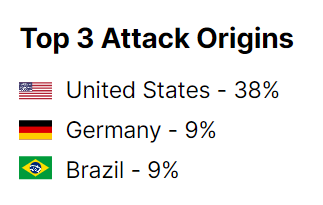 Top 3 Attack Origins
United States - 38%
Germany - 9%
Brazil - 9%